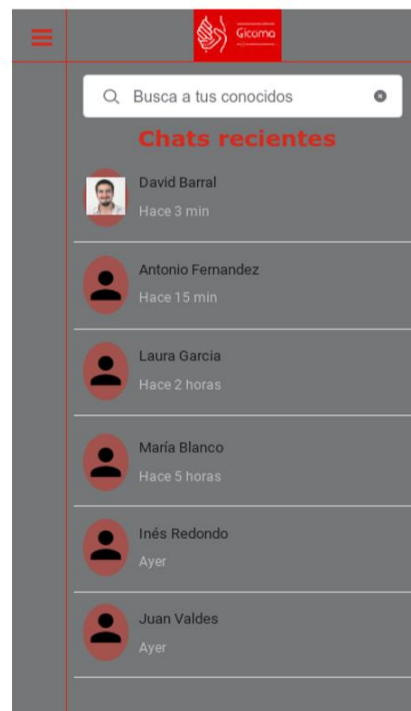 Gicoma
Busca a tus conocidos
Chats recientes
David Barral
Hace 3 min
Antonio Fernandez
Hace 15 min
Laura Garcia
Hace 2 horas
María Blanco
Hace 5 horas
Inés Redondo
Ayer
Juan Valdes
Ayer